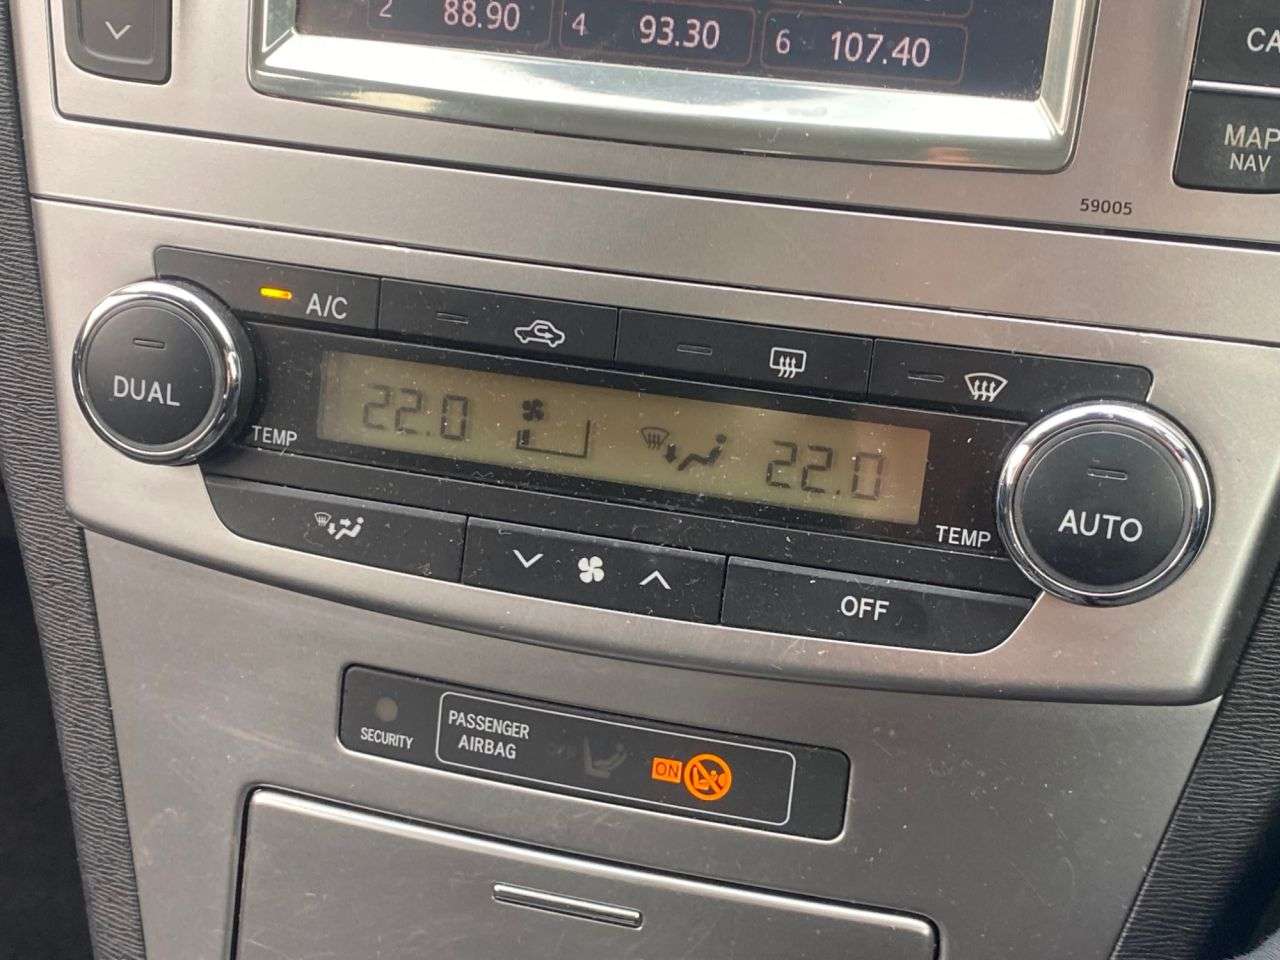 2 88.90
4 93.30
6 107.40
CA
MAP
NAV
59005
A/C
DUAL
TEMP
22.0
22.0
TEMP
AUTO
OFF
SECURITY
PASSENGER
AIRBAG
ON